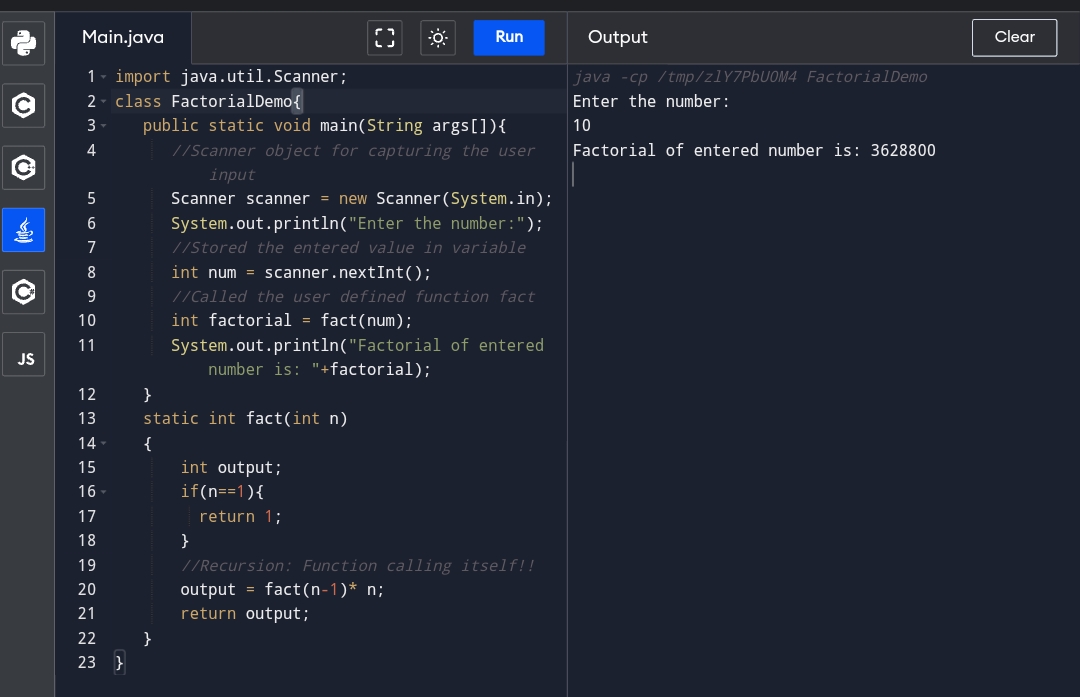 Main.java
Run
Output
Clear
JS
1 import java.util.Scanner;
2 class FactorialDemo{
3 public static void main(String args[]){
4 //Scanner object for capturing the user
input
5 Scanner scanner = new Scanner(System.in);
6 System.out.println("Enter the number:");
7 //Stored the entered value in variable
8 int num = scanner.nextInt();
9 //Called the user defined function fact
10 int factorial = fact(num);
11 System.out.println("Factorial of entered
number is: "+factorial);
12 }
13 static int fact(int n)
14 {
15 int output;
16 if(n==1){
17 return 1;
18 }
19 //Recursion: Function calling itself!!
20 output = fact(n-1)* n;
21 return output;
22 }
23 }
java -cp /tmp/zlY7PbUOM4 FactorialDemo
Enter the number:
10
Factorial of entered number is: 3628800